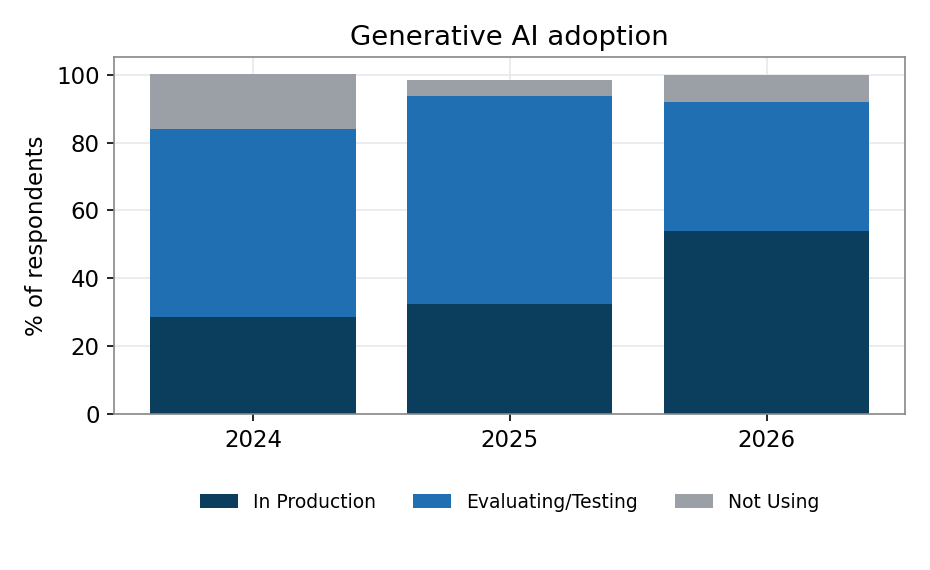 Generative AI adoption
% of respondents
100
80
60
40
20
0
2024 2025 2026
In Production Evaluating/Testing Not Using